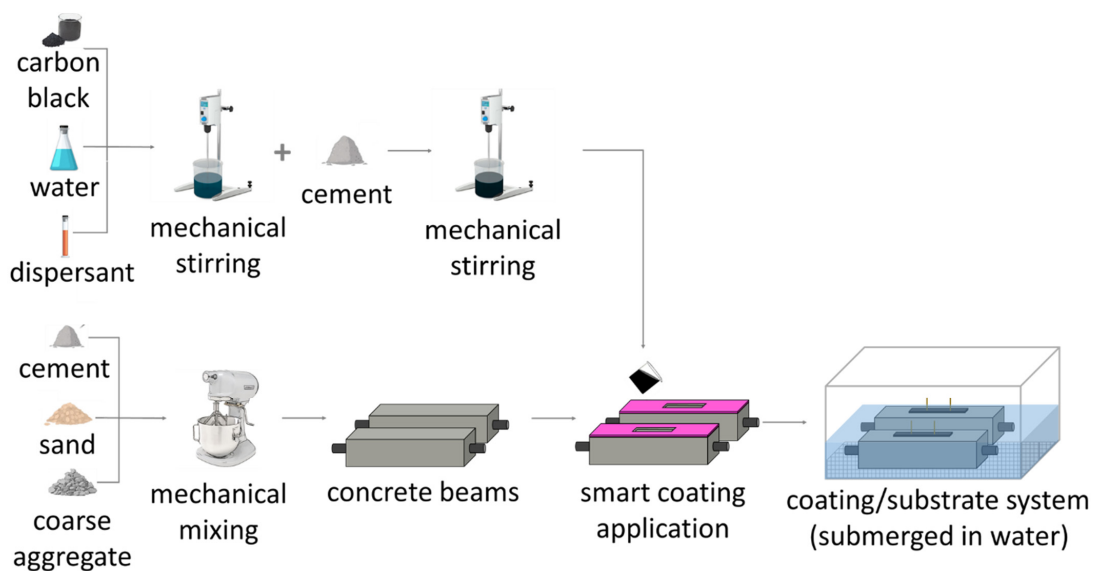 carbon
black
water
dispersant
mechanical
stirring
+
cement
mechanical
stirring
cement
sand
coarse
aggregate
mechanical
mixing
concrete beams
smart coating
application
coating/substrate system
(submerged in water)